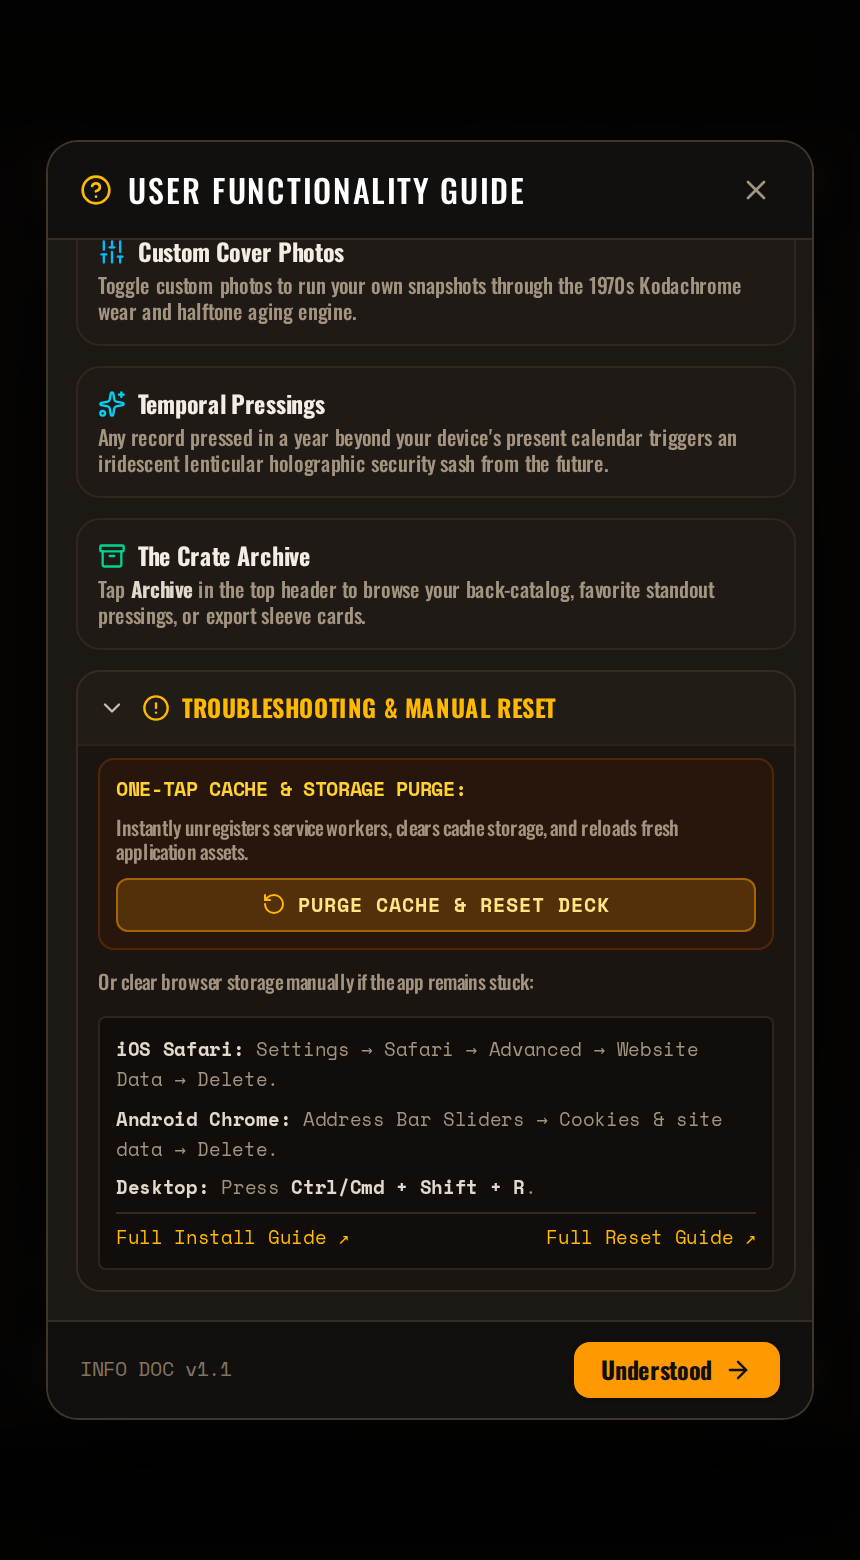 USER FUNCTIONALITY GUIDE
Custom Cover Photos
Toggle custom photos to run your own snapshots through the 1970s Kodachrome
wear and halftone aging engine.
Temporal Pressings
Any record pressed in a year beyond your device's present calendar triggers an
iridescent lenticular holographic security sash from the future.
The Crate Archive
Tap Archive in the top header to browse your back-catalog, favorite standout
pressings, or export sleeve cards.
TROUBLESHOOTING & MANUAL RESET
ONE-TAP CACHE & STORAGE PURGE:
Instantly unregisters service workers, clears cache storage, and reloads fresh
application assets.
PURGE CACHE & RESET DECK
Or clear browser storage manually if the app remains stuck:
iOS Safari: Settings → Safari → Advanced → Website
Data → Delete.
Android Chrome: Address Bar Sliders → Cookies & site
data → Delete.
Desktop: Press Ctrl/Cmd + Shift + R.
Full Install Guide ↗ Full Reset Guide ↗
INFO DOC v1.1
Understood →